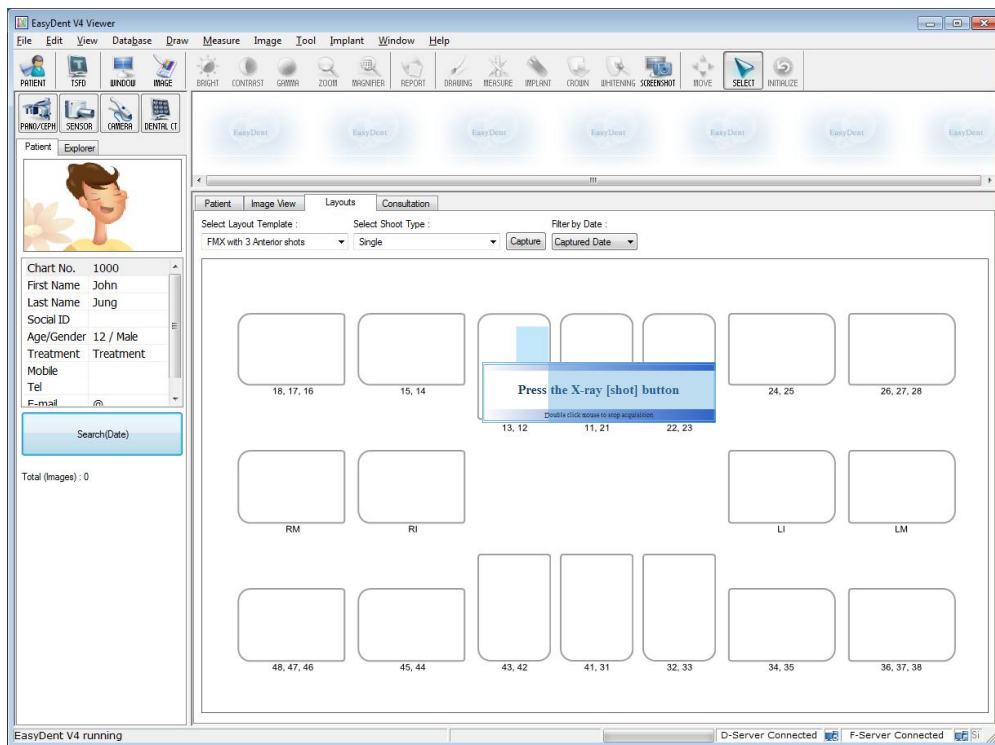 EasyDent V4 Viewer
File Edit View Database Draw Measure Image Tool Implant Window Help
PATIENT TSFD WINDOW IMAGE BRIGHT CONTRAST GAMMA ZOOM MAGNIFIER REPORT DRAWING MEASURE IMPLANT CROWN WHITENING SCREENSHOT MOVE SELECT INITIALIZE
PANO/CEPH SENSOR CAMERA DENTAL CT
EasyDent EasyDent EasyDent EasyDent EasyDent EasyDent EasyDent
Patient Explorer
Chart No. 1000
First Name John
Last Name Jung
Social ID
Age/Gender 12 / Male
Treatment Treatment
Mobile
Tel
E-mail @
Search(Date)
Total (Images) : 0
Patient Image View Layouts Consultation
Select Layout Template : Select Shoot Type : Filter by Date :
FMX with 3 Anterior shots Single Capture Captured Date
Press the X-ray [shot] button
Double click mouse to stop acquisition
18, 17, 16 15, 14 24, 25 26, 27, 28
13, 12 11, 21 22, 23
RM RI LI LM
48, 47, 46 45, 44 43, 42 41, 31 32, 33 34, 35 36, 37, 38
EasyDent V4 running D-Server Connected F-Server Connected Si